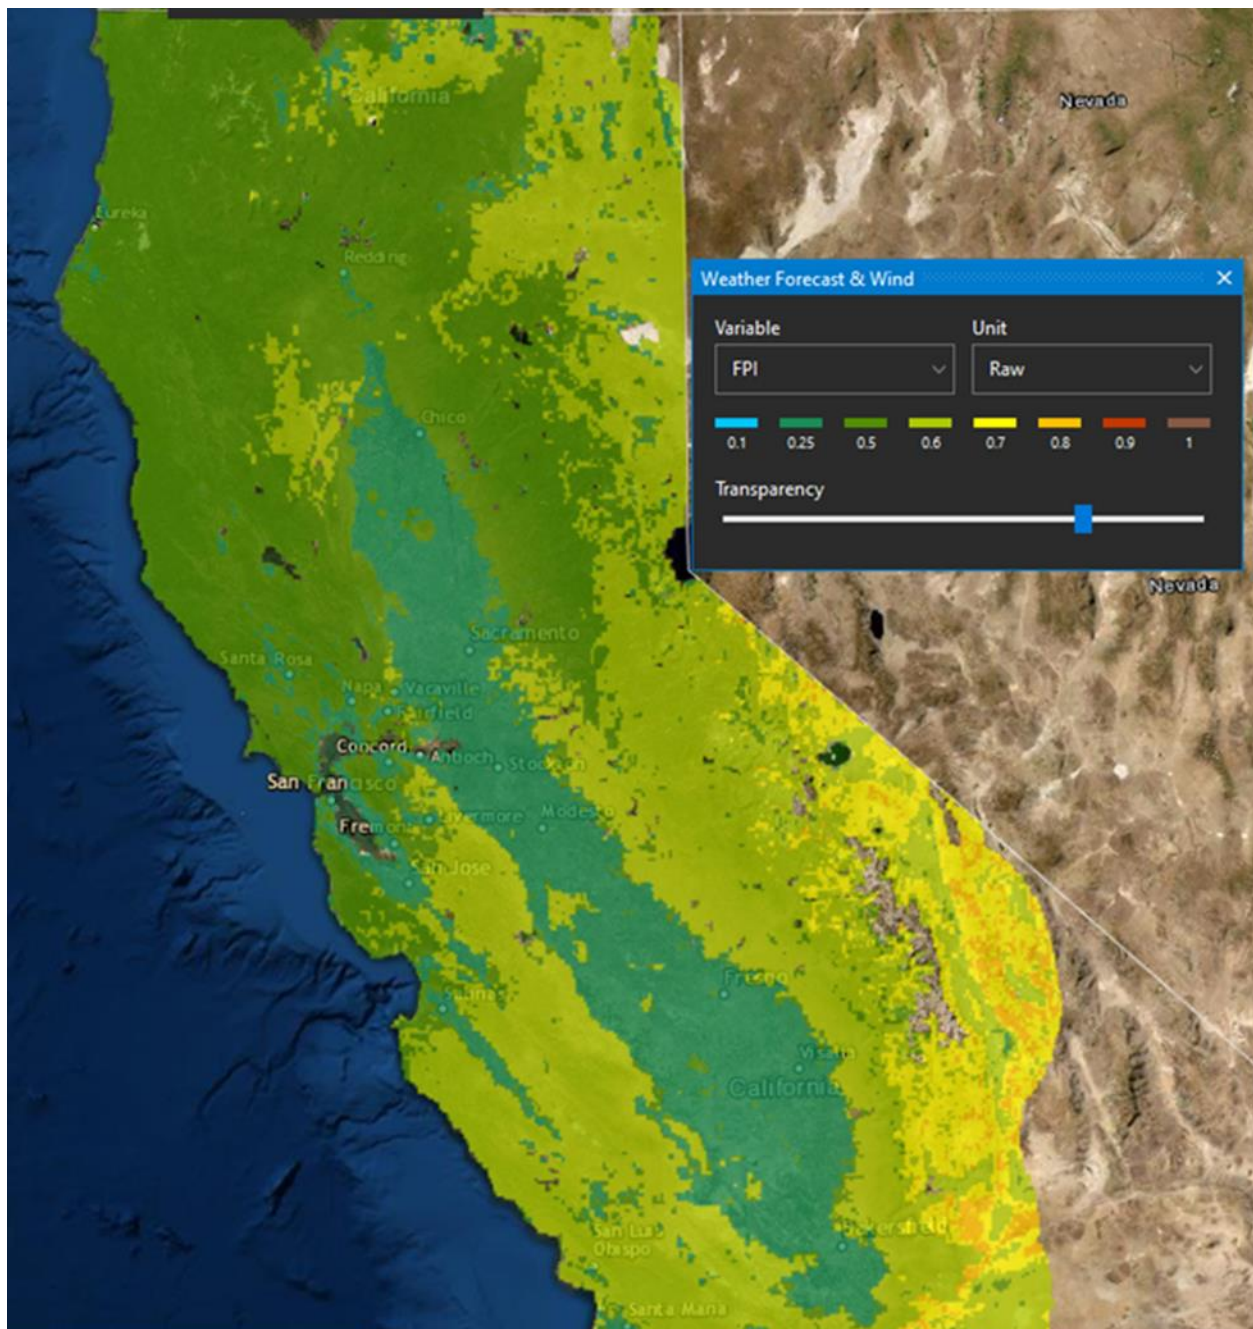 California
Nevada
Eureka
Redding
Weather Forecast & Wind
Variable
Unit
FPI
Raw
0.1
0.25
0.5
0.6
0.7
0.8
0.9
1
Transparency
Chico
Nevada
Sacramento
Santa Rosa
Napa
Vacaville
Fairfield
Concord
Antioch
Stockton
San Francisco
Livermore
Modesto
Fremont
San Jose
Fresno
Salinas
Visalia
California
Bakersfield
San Luis
Obispo
Santa Maria